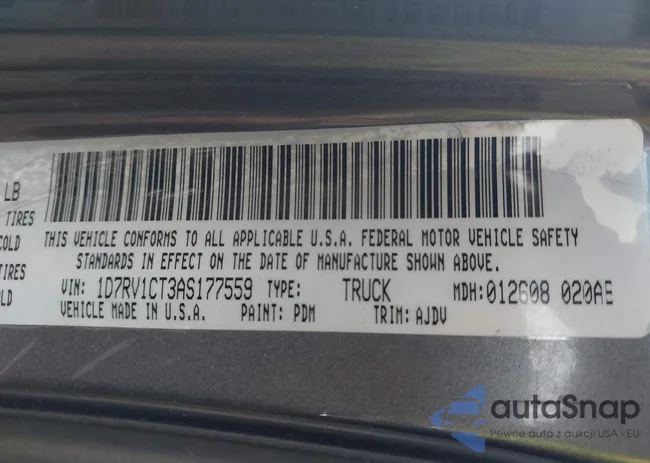 LB
TIRES
COLD
COLD
THIS VEHICLE CONFORMS TO ALL APPLICABLE U.S.A. FEDERAL MOTOR VEHICLE SAFETY
STANDARDS IN EFFECT ON THE DATE OF MANUFACTURE SHOWN ABOVE.
VIN: 1D7RV1CT3AS177559 TYPE: TRUCK MDH:012608 020AE
VEHICLE MADE IN U.S.A. PAINT: PDM TRIM: AJDV
autaSnap
Pewne auta z aukcji USA i EU